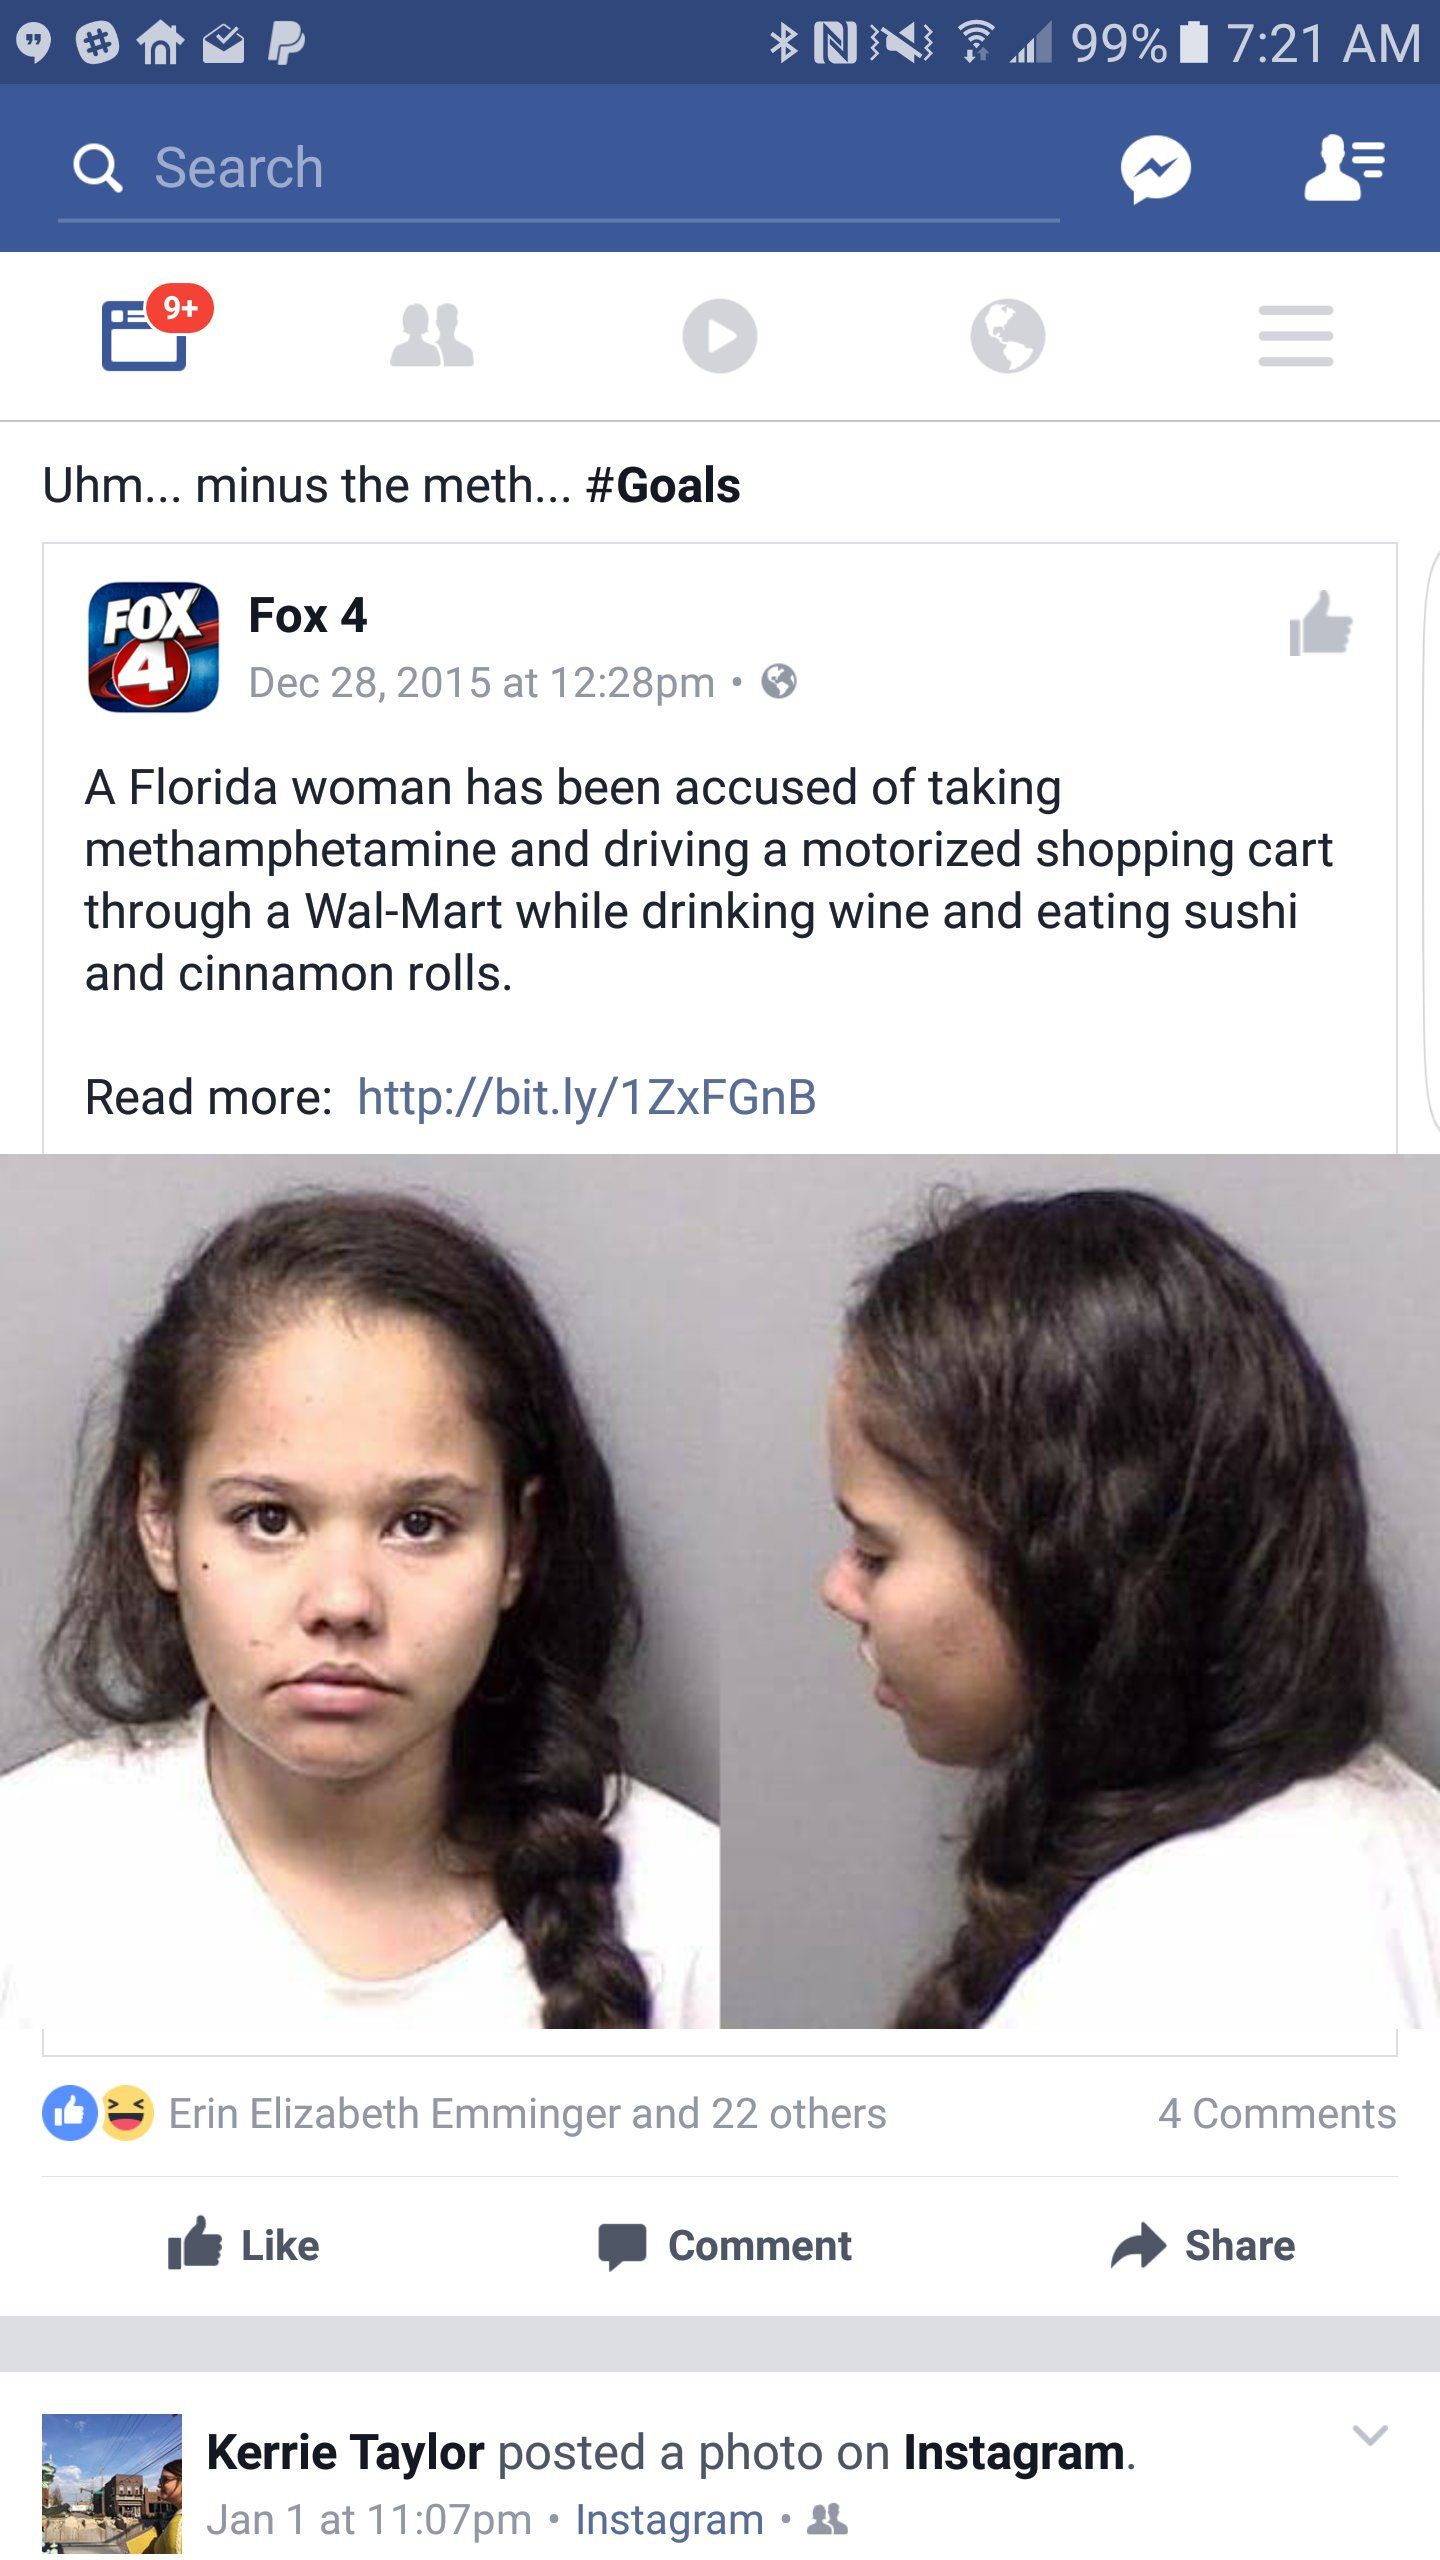 99% 7:21 AM
Search
9+
Uhm... minus the meth... #Goals
FOX
4
Fox 4
Dec 28, 2015 at 12:28pm •
A Florida woman has been accused of taking
methamphetamine and driving a motorized shopping cart
through a Wal-Mart while drinking wine and eating sushi
and cinnamon rolls.
Read more: http://bit.ly/1ZxFGnB
Erin Elizabeth Emminger and 22 others 4 Comments
Like Comment Share
Kerrie Taylor posted a photo on Instagram.
Jan 1 at 11:07pm • Instagram •